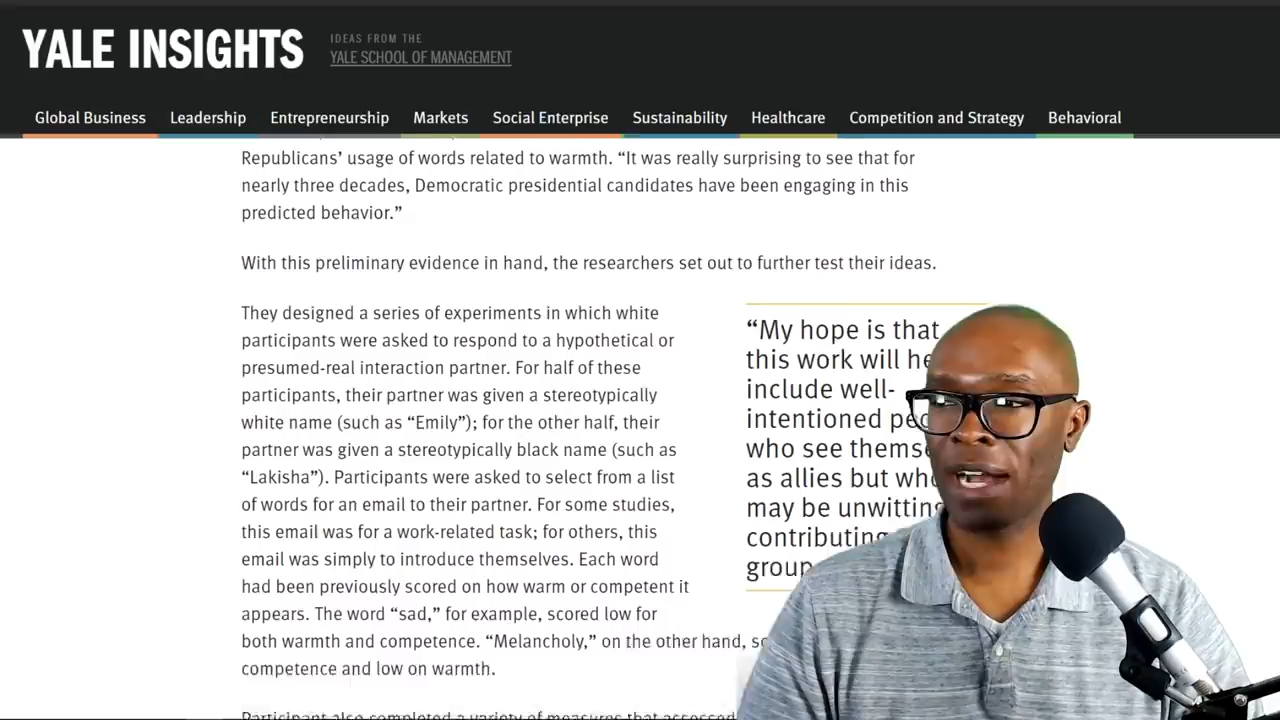 YALE INSIGHTS
IDEAS FROM THE
YALE SCHOOL OF MANAGEMENT
Global Business Leadership Entrepreneurship Markets Social Enterprise Sustainability Healthcare Competition and Strategy Behavioral
Republicans’ usage of words related to warmth. “It was really surprising to see that for
nearly three decades, Democratic presidential candidates have been engaging in this
predicted behavior.”
With this preliminary evidence in hand, the researchers set out to further test their ideas.
They designed a series of experiments in which white
participants were asked to respond to a hypothetical or
presumed-real interaction partner. For half of these
participants, their partner was given a stereotypically
white name (such as “Emily”); for the other half, their
partner was given a stereotypically black name (such as
“Lakisha”). Participants were asked to select from a list
of words for an email to their partner. For some studies,
this email was for a work-related task; for others, this
email was simply to introduce themselves. Each word
had been previously scored on how warm or competent it
appears. The word “sad,” for example, scored low for
both warmth and competence. “Melancholy,” on the other hand,
competence and low on warmth.
Participant also completed a variety of measures that assessed
“My hope is that
this work will
include well-
intentioned
who see
as allies but
may be
contributing
group